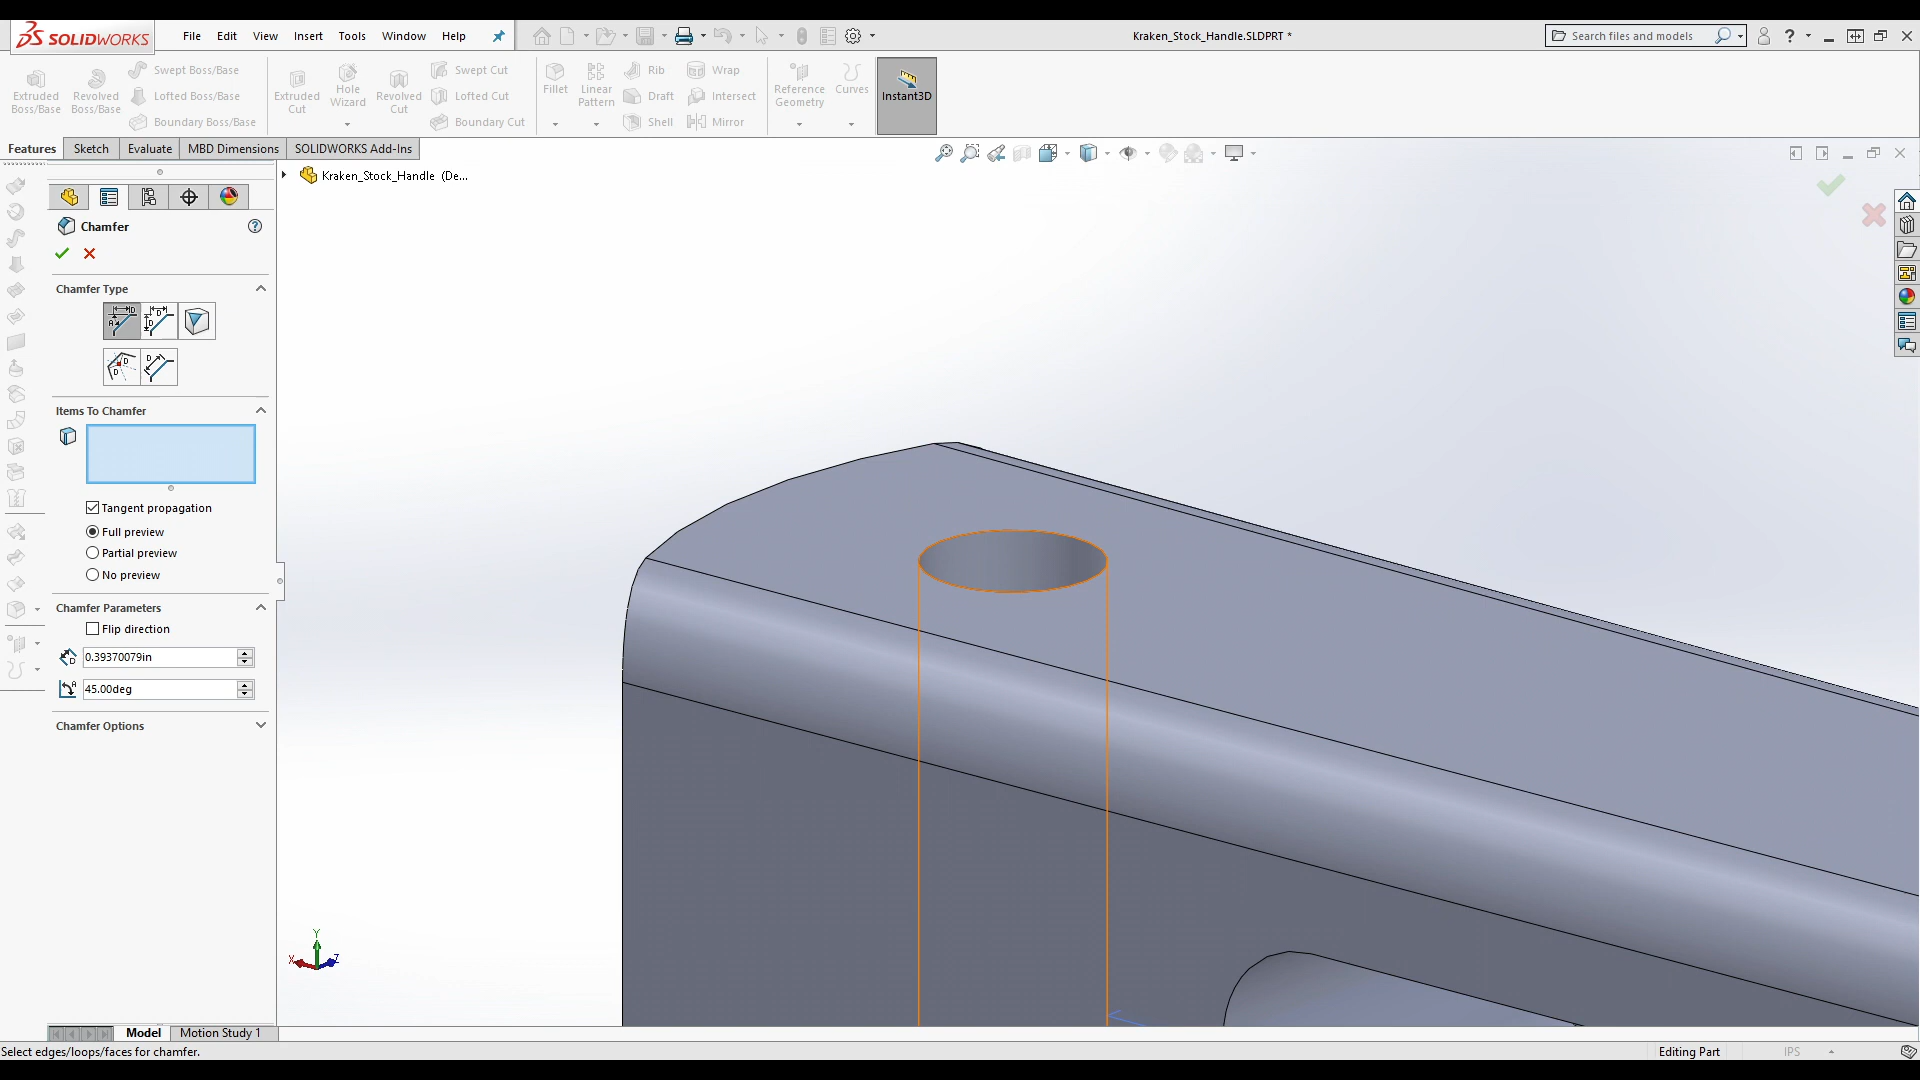 SOLIDWORKS
File Edit View Insert Tools Window Help
Kraken_Stock_Handle.SLDPRT *
Search files and models
?
Extruded Boss/Base
Revolved Boss/Base
Swept Boss/Base
Lofted Boss/Base
Boundary Boss/Base
Extruded Cut
Hole Wizard
Revolved Cut
Swept Cut
Lofted Cut
Boundary Cut
Fillet
Linear Pattern
Rib
Draft
Shell
Wrap
Intersect
Mirror
Reference Geometry
Curves
Instant3D
Features Sketch Evaluate MBD Dimensions SOLIDWORKS Add-Ins
Kraken_Stock_Handle (De...
Chamfer
?
Chamfer Type
Items To Chamfer
Tangent propagation
Full preview
Partial preview
No preview
Chamfer Parameters
Flip direction
0.39370079in
45.00deg
Chamfer Options
Y
X
Z
Model Motion Study 1
Select edges/loops/faces for chamfer.
Editing Part
IPS